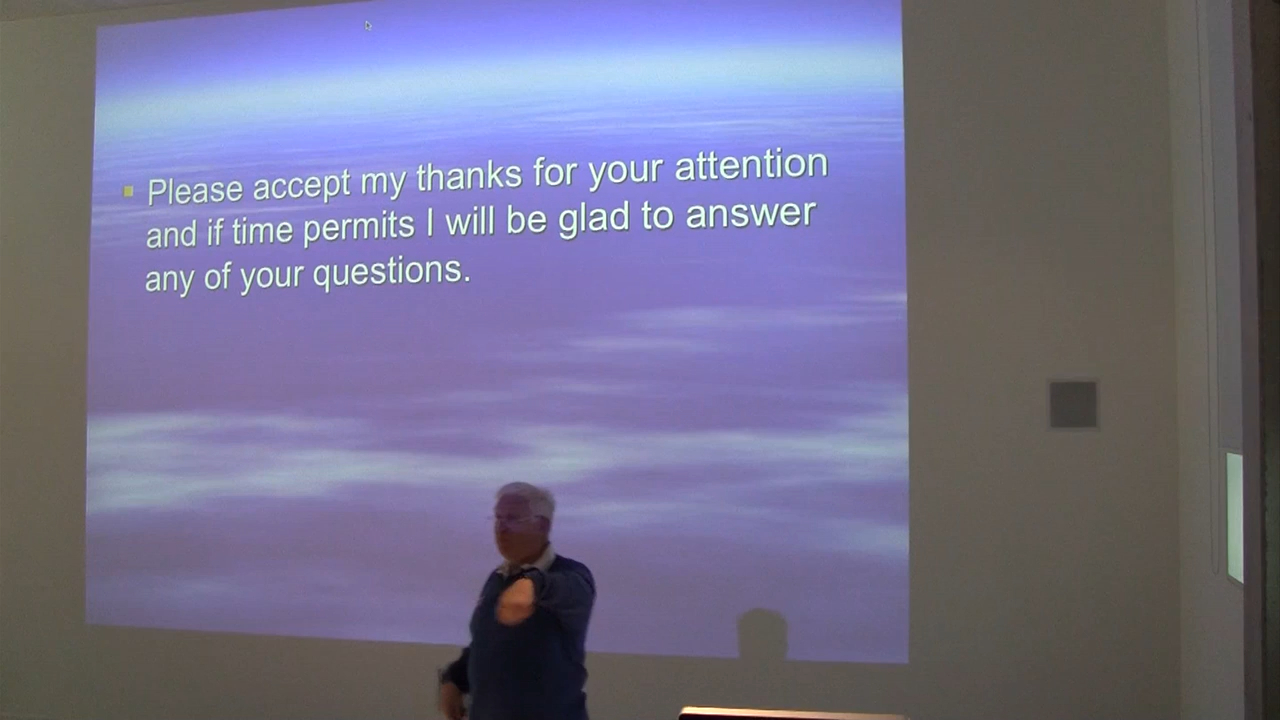 Please accept my thanks for your attention
and if time permits I will be glad to answer
any of your questions.